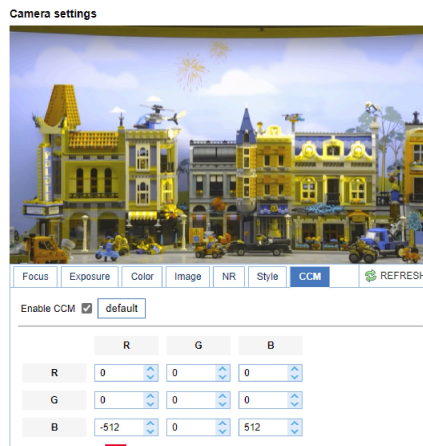 Camera settings
Focus Exposure Color Image NR Style CCM REFRESH
Enable CCM default
R G B
R 0 0 0
G 0 0 0
B -512 0 512